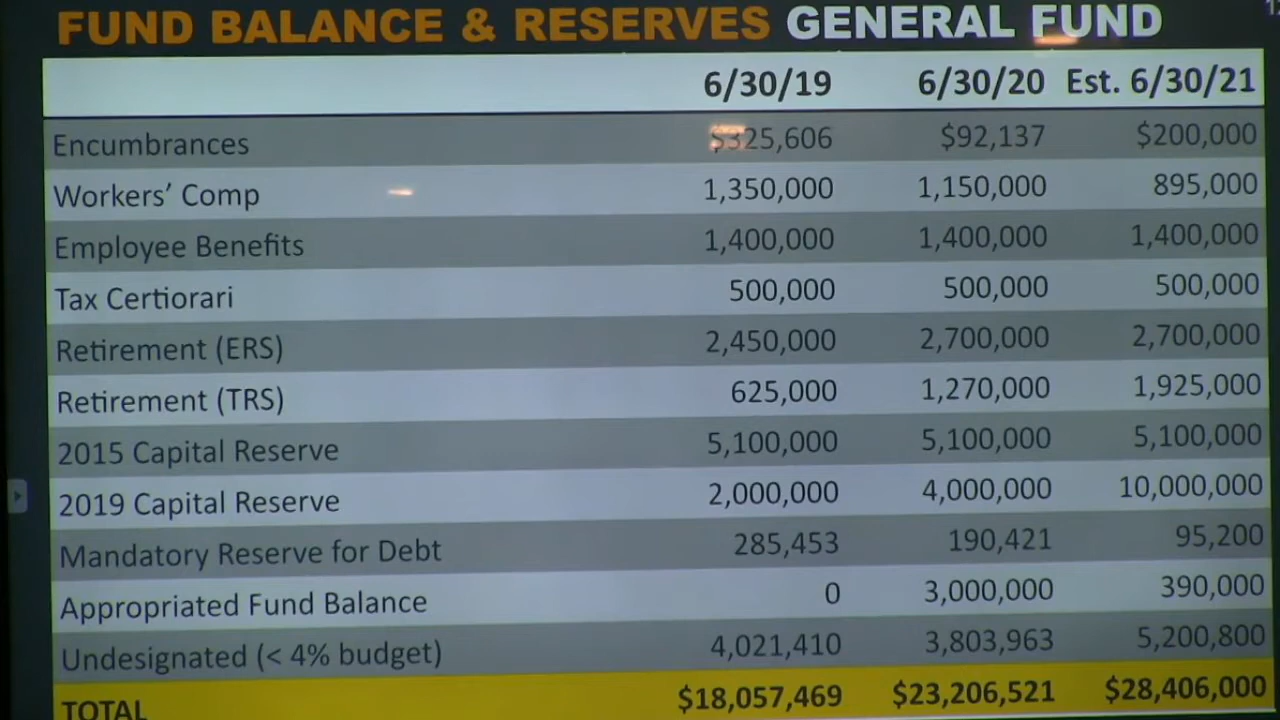 FUND BALANCE & RESERVES GENERAL FUND
6/30/19 6/30/20 Est. 6/30/21
Encumbrances $325,606 $92,137 $200,000
Workers’ Comp 1,350,000 1,150,000 895,000
Employee Benefits 1,400,000 1,400,000 1,400,000
Tax Certiorari 500,000 500,000 500,000
Retirement (ERS) 2,450,000 2,700,000 2,700,000
Retirement (TRS) 625,000 1,270,000 1,925,000
2015 Capital Reserve 5,100,000 5,100,000 5,100,000
2019 Capital Reserve 2,000,000 4,000,000 10,000,000
Mandatory Reserve for Debt 285,453 190,421 95,200
Appropriated Fund Balance 0 3,000,000 390,000
Undesignated (< 4% budget) 4,021,410 3,803,963 5,200,800
TOTAL $18,057,469 $23,206,521 $28,406,000